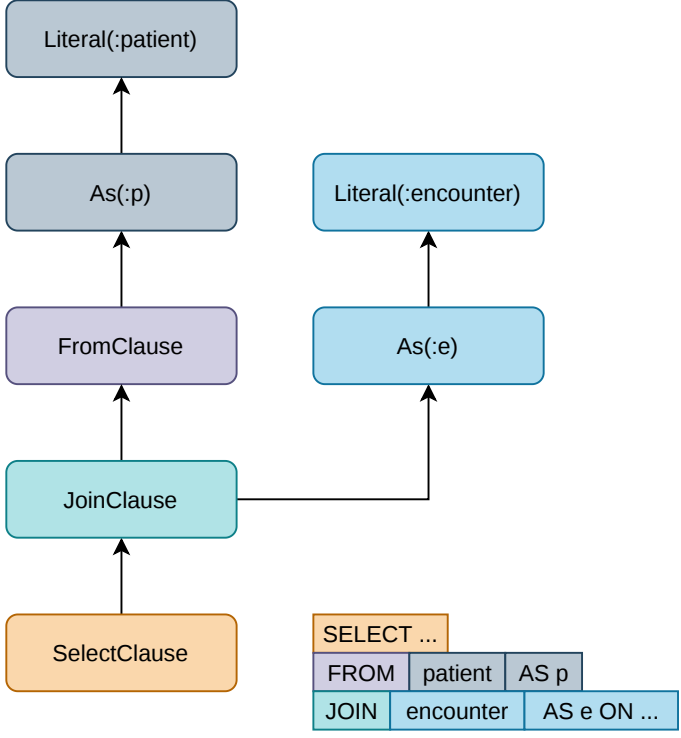 Literal(:patient)
As(:p)
Literal(:encounter)
FromClause
As(:e)
JoinClause
SelectClause
SELECT ...
FROM patient AS p
JOIN encounter AS e ON ...